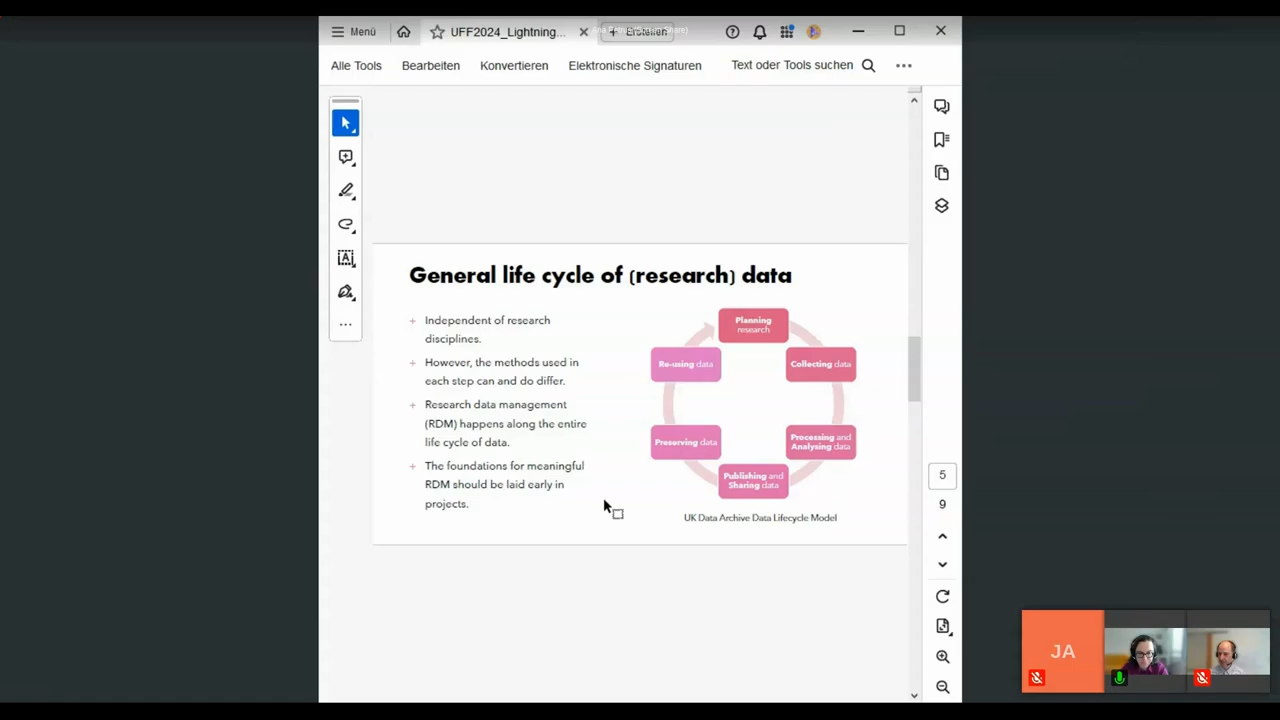 Menü
UFF2024_Lightning...
Erstellen
Alle Tools
Bearbeiten
Konvertieren
Elektronische Signaturen
Text oder Tools suchen
General life cycle of (research) data
+ Independent of research
disciplines.
+ However, the methods used in
each step can and do differ.
+ Research data management
(RDM) happens along the entire
life cycle of data.
+ The foundations for meaningful
RDM should be laid early in
projects.
Planning
research
Collecting data
Processing and
Analysing data
Publishing and
Sharing data
Preserving data
Re-using data
UK Data Archive Data Lifecycle Model
5
9
JA